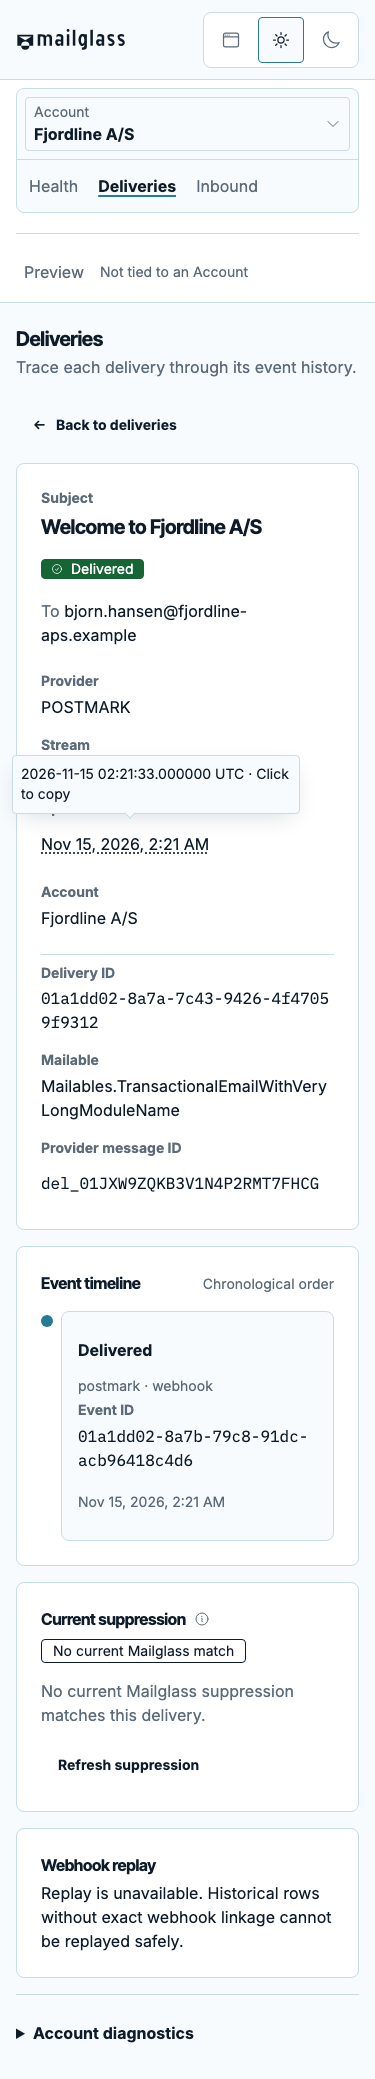 mailglass
Account
Fjordline A/S
Health Deliveries Inbound
Preview Not tied to an Account
Deliveries
Trace each delivery through its event history.
← Back to deliveries
Subject
Welcome to Fjordline A/S
Delivered
To bjorn.hansen@fjordline-
aps.example
Provider
POSTMARK
Stream
2026-11-15 02:21:33.000000 UTC · Click
to copy
Nov 15, 2026, 2:21 AM
Account
Fjordline A/S
Delivery ID
01a1dd02-8a7a-7c43-9426-4f4705
9f9312
Mailable
Mailables.TransactionalEmailWithVery
LongModuleName
Provider message ID
del_01JXW9ZQKB3V1N4P2RMT7FHCG
Event timeline Chronological order
Delivered
postmark · webhook
Event ID
01a1dd02-8a7b-79c8-91dc-
acb96418c4d6
Nov 15, 2026, 2:21 AM
Current suppression
No current Mailglass match
No current Mailglass suppression
matches this delivery.
Refresh suppression
Webhook replay
Replay is unavailable. Historical rows
without exact webhook linkage cannot
be replayed safely.
Account diagnostics